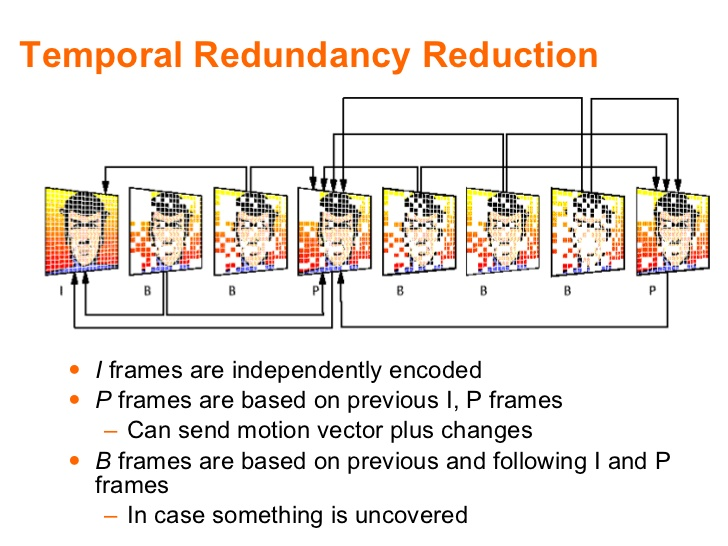 Temporal Redundancy Reduction
I B B P B B B P
• I frames are independently encoded
• P frames are based on previous I, P frames
– Can send motion vector plus changes
• B frames are based on previous and following I and P
frames
– In case something is uncovered